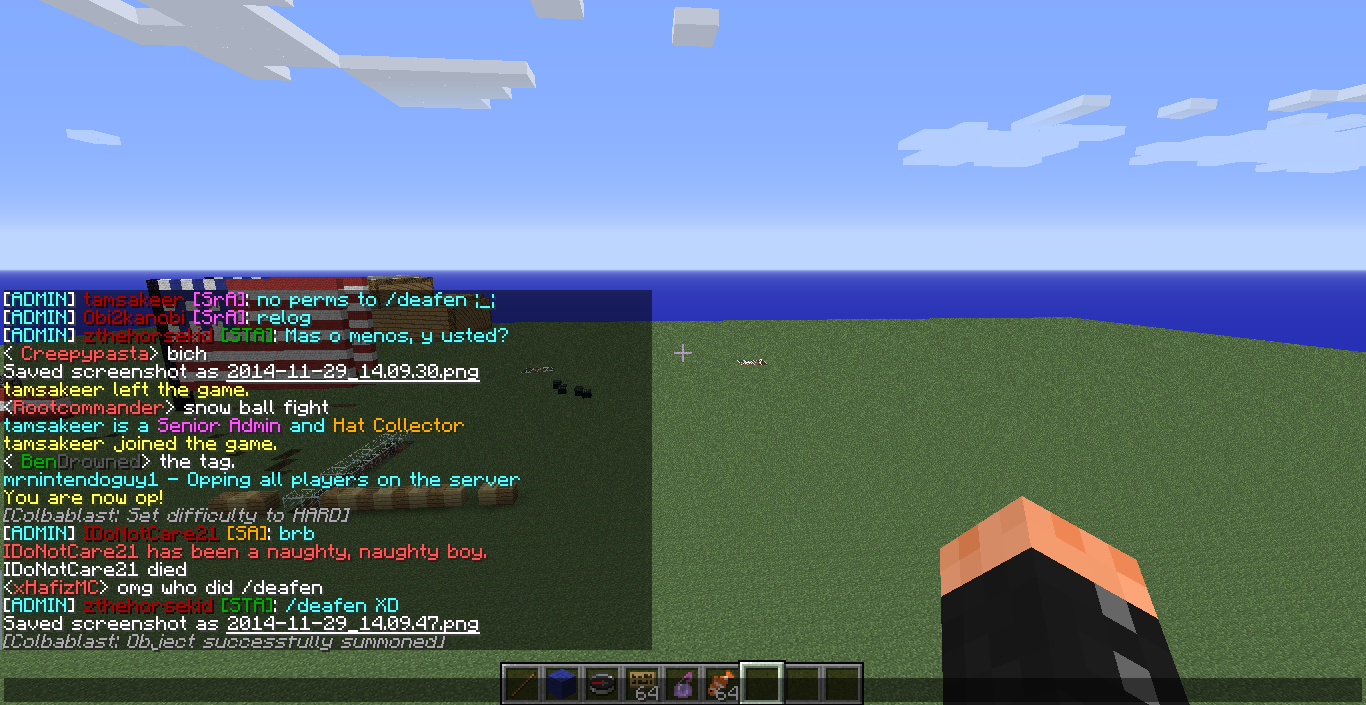 [ADMIN] tamsakeer [SrA]: no perms to /deafen ;_;
[ADMIN] Obi2kanobi [SrA]: relog
[ADMIN] zthehorsekid [STA]: Mas o menos, y usted?
< Creepypasta> bich
Saved screenshot as 2014-11-29_14.09.30.png
tamsakeer left the game.
<Rootcommander> snow ball fight
tamsakeer is a Senior Admin and Hat Collector
tamsakeer joined the game.
< BenDrowned> the tag.
mrnintendoguy1 - Opping all players on the server
You are now op!
[Colbablast: Set difficulty to HARD]
[ADMIN] IDoNotCare21 [SA]: brb
IDoNotCare21 has been a naughty, naughty boy.
IDoNotCare21 died
<xHafizMC> omg who did /deafen
[ADMIN] zthehorsekid [STA]: /deafen XD
Saved screenshot as 2014-11-29_14.09.47.png
[Colbablast: Object successfully summoned]
64 64